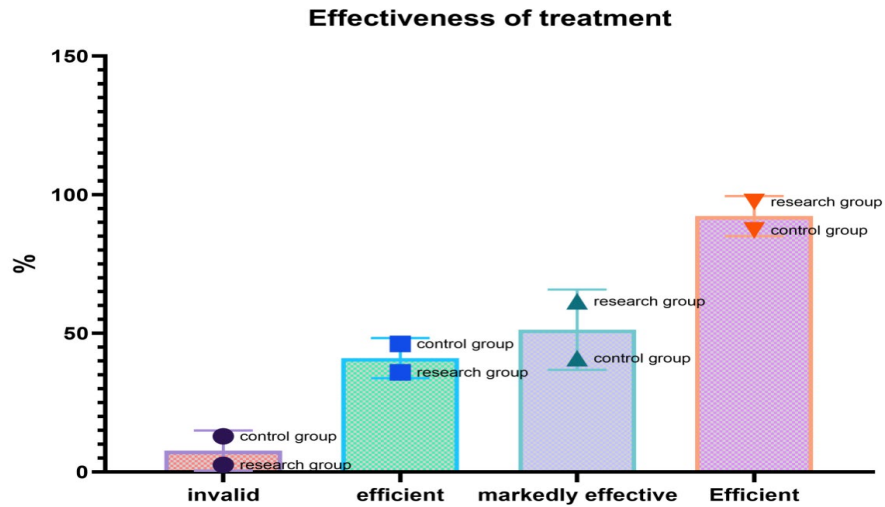 Effectiveness of treatment
150
100
50
0
%
control group
research group
control group
research group
research group
control group
research group
control group
invalid
efficient
markedly effective
Efficient